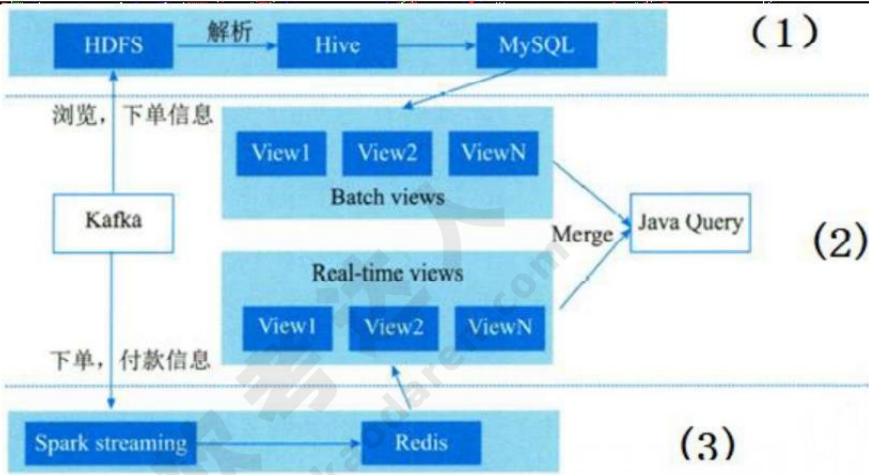 HDFS
解析
Hive
MySQL
(1)
浏览，下单信息
View1
View2
ViewN
Batch views
Kafka
Merge
Java Query
(2)
Real-time views
View1
View2
ViewN
下单，付款信息
Spark streaming
Redis
(3)